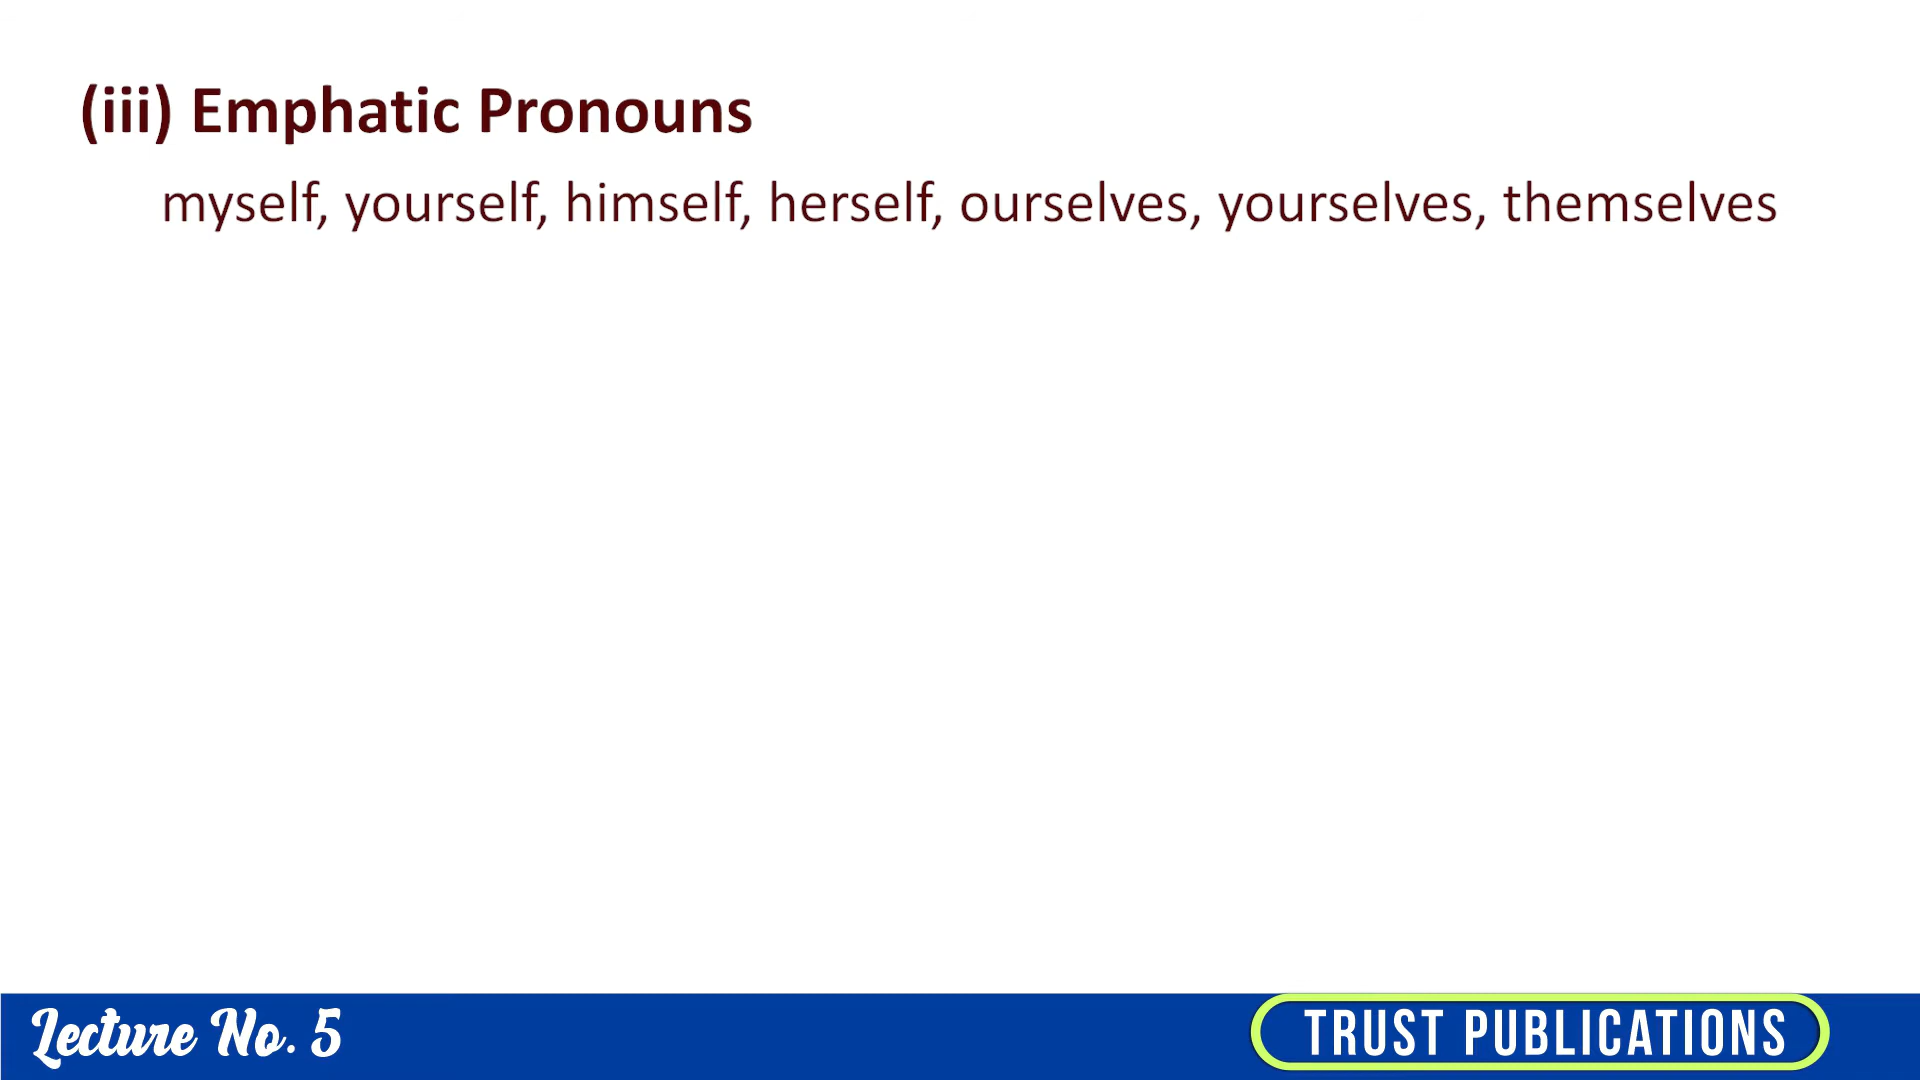 (iii) Emphatic Pronouns
myself, yourself, himself, herself, ourselves, yourselves, themselves
Lecture No. 5
TRUST PUBLICATIONS